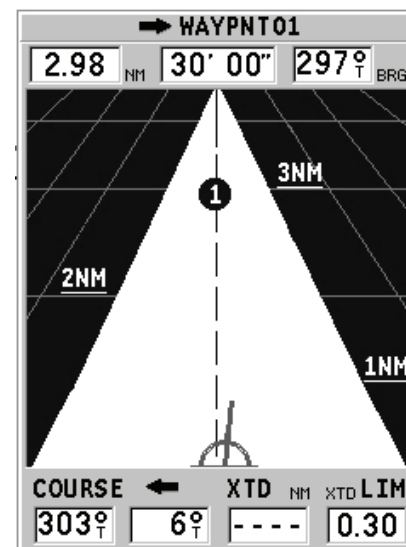 ➡ WAYPNT01
2.98 NM 30' 00" 297°T BRG
3NM
1
2NM
1NM
COURSE ⬅ XTD NM XTD LIM
303°T 6°T ---- 0.30